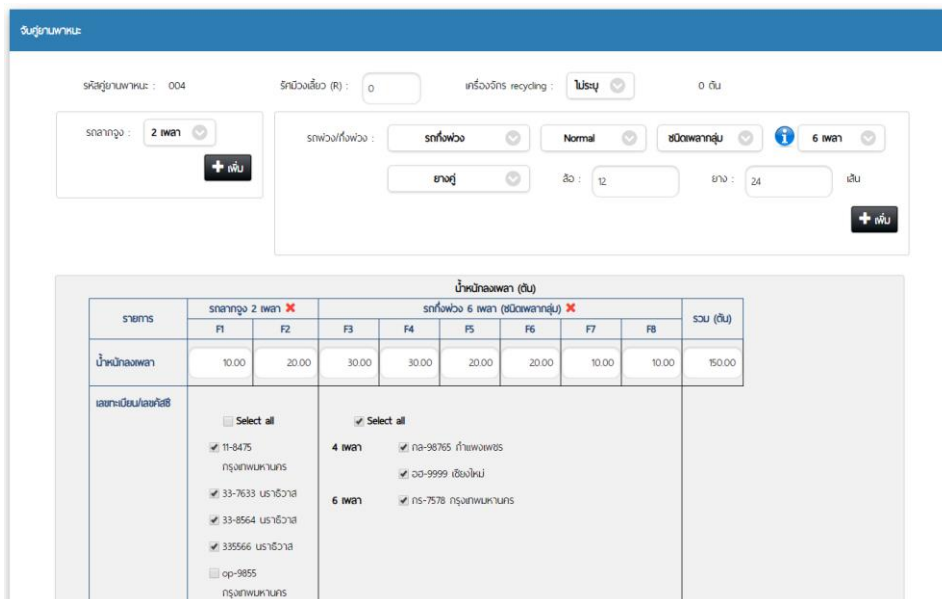 จับคู่ยานพาหนะ
รหัสคู่ยานพาหนะ : 004 รัศมีวงเลี้ยว (R) : 0 เครื่องจักร recycling : ไม่ระบุ 0 ตัน
รถลากจูง : 2 เพลา
เพิ่ม
รถพ่วง/กึ่งพ่วง : รถกึ่งพ่วง Normal ชนิดเพลากลุ่ม 6 เพลา
ยางคู่ ล้อ : 12 ยาง : 24 เส้น
เพิ่ม
น้ำหนักลงเพลา (ตัน)
รายการ รถลากจูง 2 เพลา รถกึ่งพ่วง 6 เพลา (ชนิดเพลากลุ่ม) รวม (ตัน)
F1 F2 F3 F4 F5 F6 F7 F8
น้ำหนักลงเพลา 10.00 20.00 30.00 30.00 20.00 20.00 10.00 10.00 150.00
เลขทะเบียน/เลขคัสซี
Select all Select all
11-8475 4 เพลา กล-98765 กำแพงเพชร
กรุงเทพมหานคร
ออ-9999 เชียงใหม่
33-7633 นราธิวาส 6 เพลา กร-7578 กรุงเทพมหานคร
33-8564 นราธิวาส
335566 นราธิวาส
op-9855
กรุงเทพมหานคร